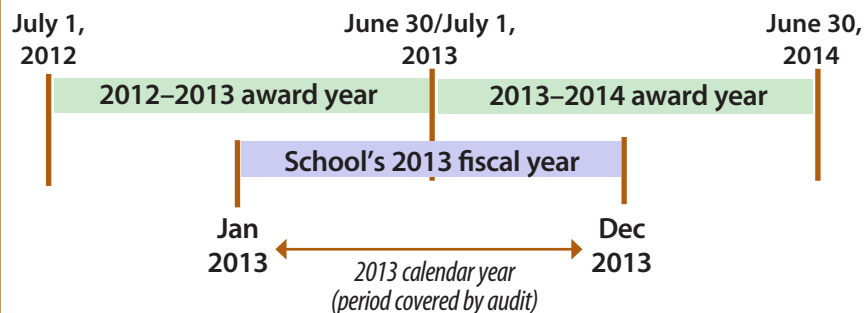 July 1,
2012
June 30/July 1,
2013
June 30,
2014
2012–2013 award year
2013–2014 award year
School's 2013 fiscal year
Jan
2013
Dec
2013
2013 calendar year
(period covered by audit)